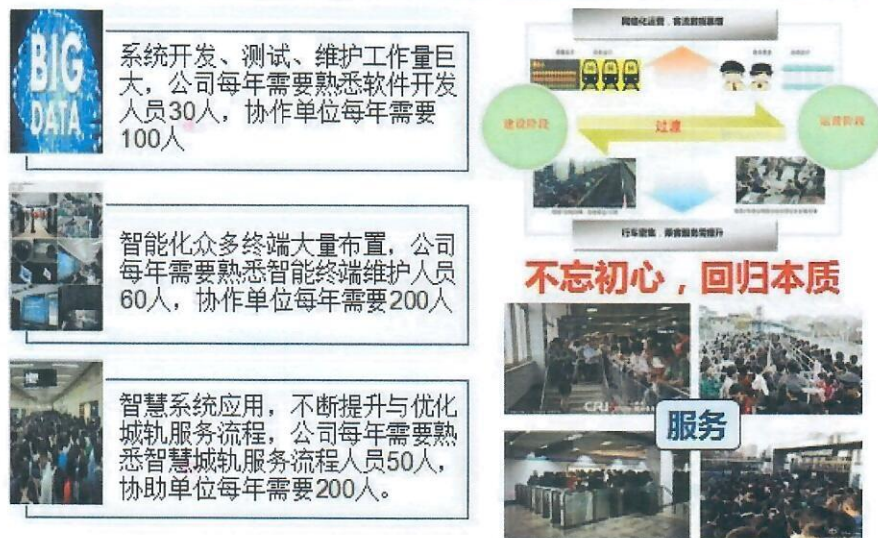 BIG
DATA
系统开发、测试、维护工作量巨
大，公司每年需要熟悉软件开发
人员30人，协作单位每年需要
100人
智能化众多终端大量布置，公司
每年需要熟悉智能终端维护人员
60人，协作单位每年需要200人
智慧系统应用，不断提升与优化
城轨服务流程，公司每年需要熟
悉智慧城轨服务流程人员50人，
协助单位每年需要200人。
网络化运营，客流剧烈暴增
建设阶段
过渡
运营阶段
行车密集，乘客服务需提升
不忘初心，回归本质
服务